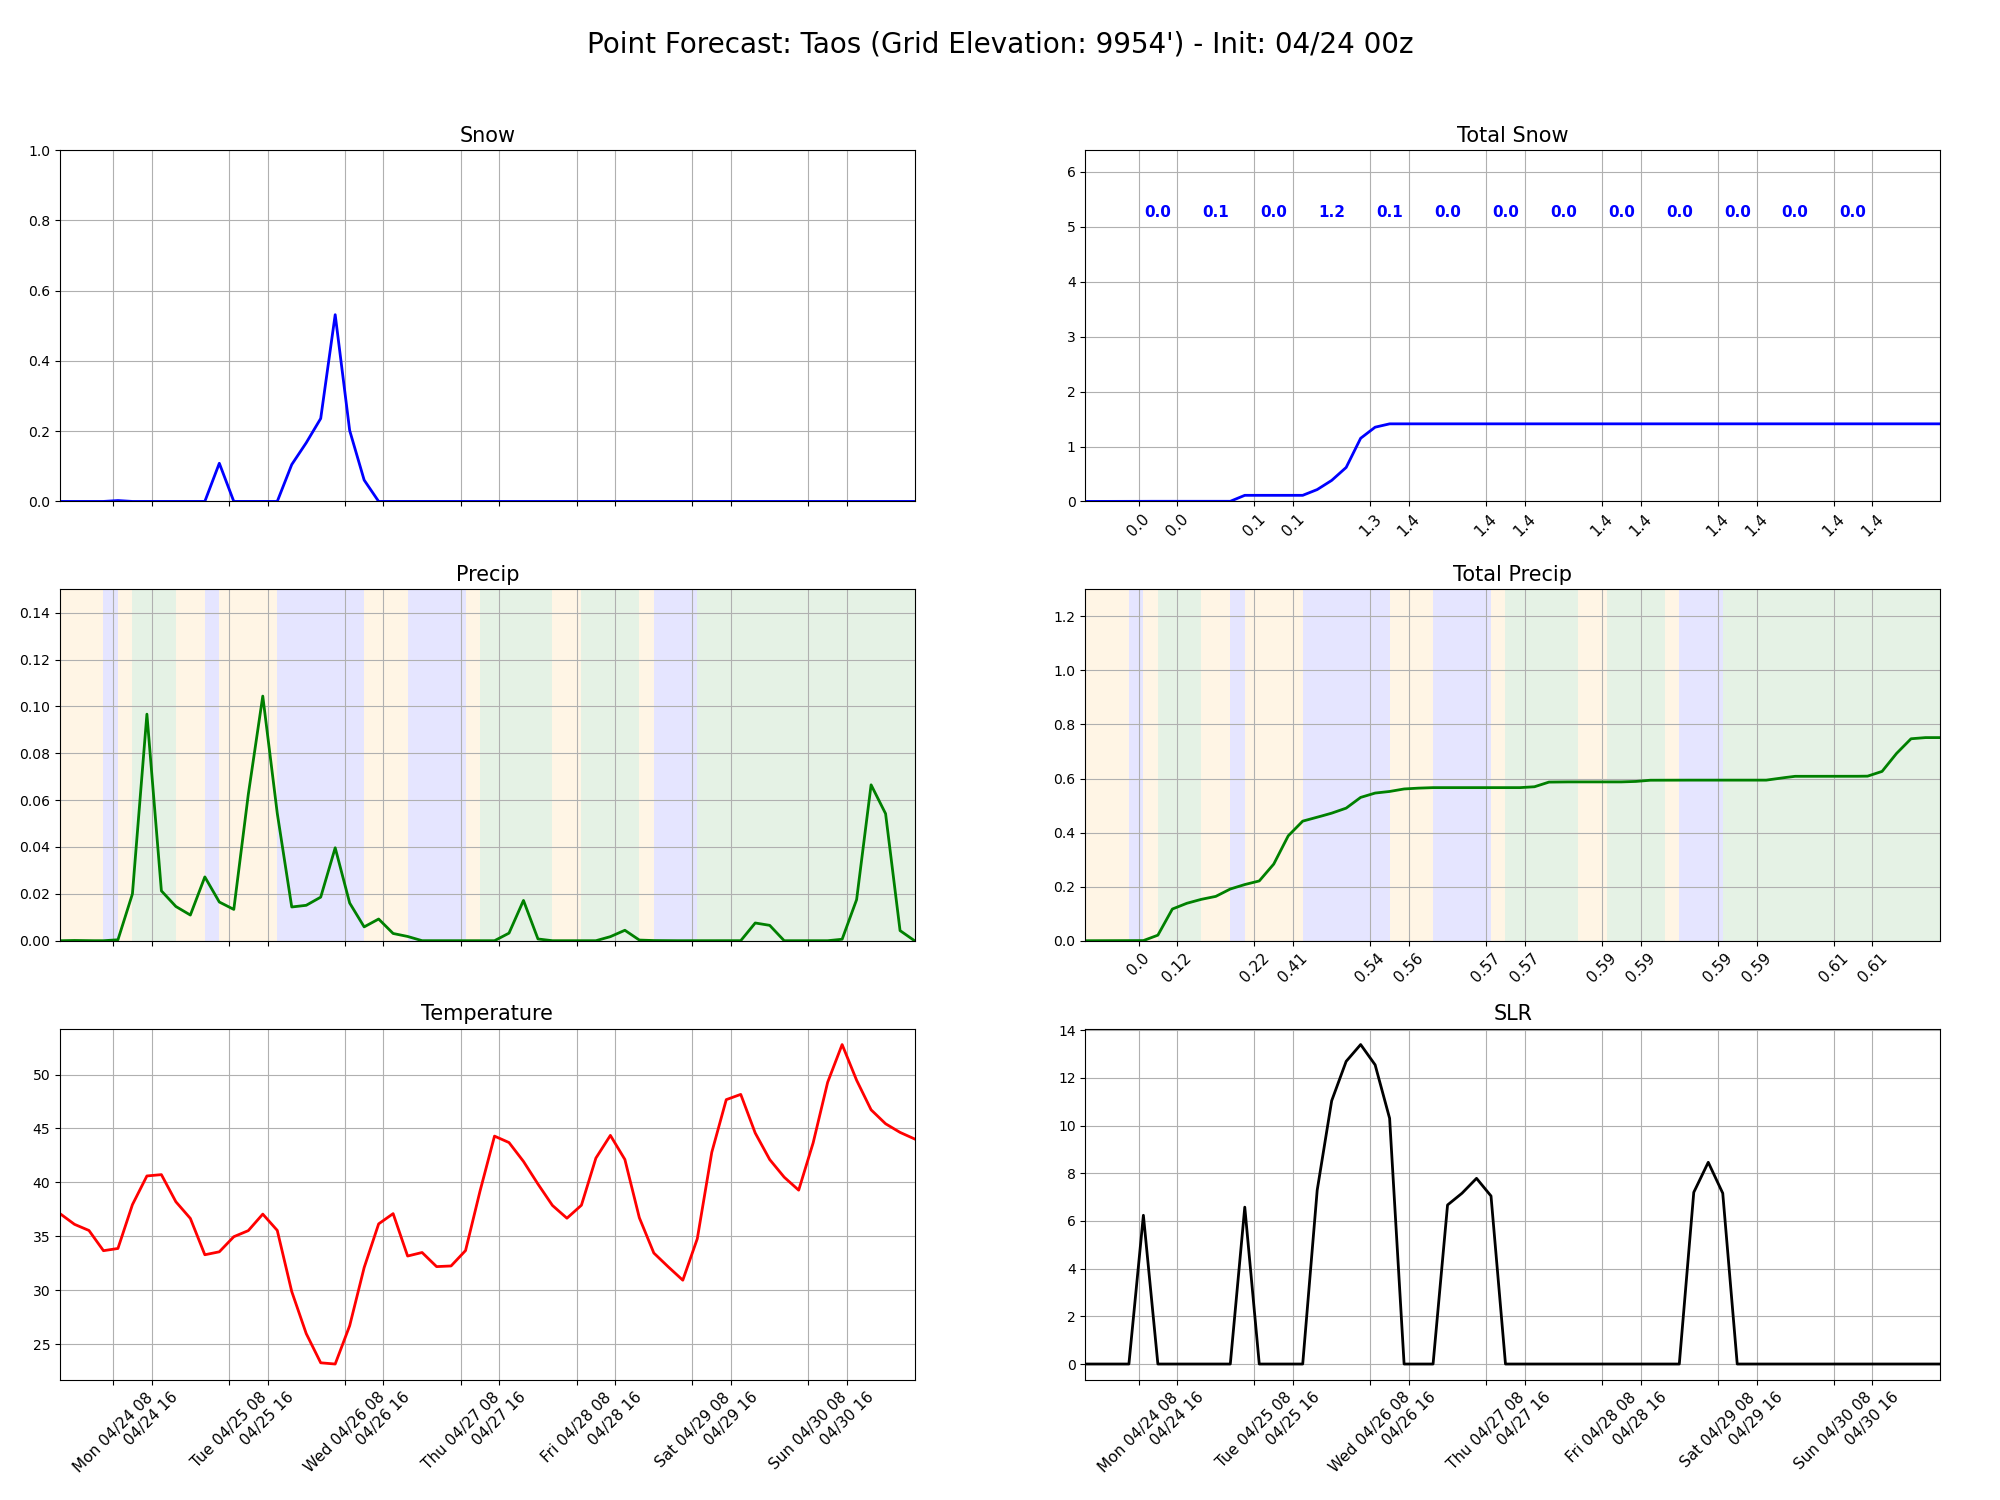 Point Forecast: Taos (Grid Elevation: 9954') - Init: 04/24 00z
Snow
1.0
0.8
0.6
0.4
0.2
0.0
Total Snow
6
5
4
3
2
1
0
0.0 0.1 0.0 1.2 0.1 0.0 0.0 0.0 0.0 0.0 0.0 0.0 0.0
0.0 0.0 0.1 0.1 1.3 1.4 1.4 1.4 1.4 1.4 1.4 1.4 1.4 1.4
Precip
0.14
0.12
0.10
0.08
0.06
0.04
0.02
0.00
Total Precip
1.2
1.0
0.8
0.6
0.4
0.2
0.0
0.0 0.12 0.22 0.41 0.54 0.56 0.57 0.57 0.59 0.59 0.59 0.59 0.61 0.61
Temperature
50
45
40
35
30
25
Mon 04/24 08
04/24 16
Tue 04/25 08
04/25 16
Wed 04/26 08
04/26 16
Thu 04/27 08
04/27 16
Fri 04/28 08
04/28 16
Sat 04/29 08
04/29 16
Sun 04/30 08
04/30 16
SLR
14
12
10
8
6
4
2
0
Mon 04/24 08
04/24 16
Tue 04/25 08
04/25 16
Wed 04/26 08
04/26 16
Thu 04/27 08
04/27 16
Fri 04/28 08
04/28 16
Sat 04/29 08
04/29 16
Sun 04/30 08
04/30 16